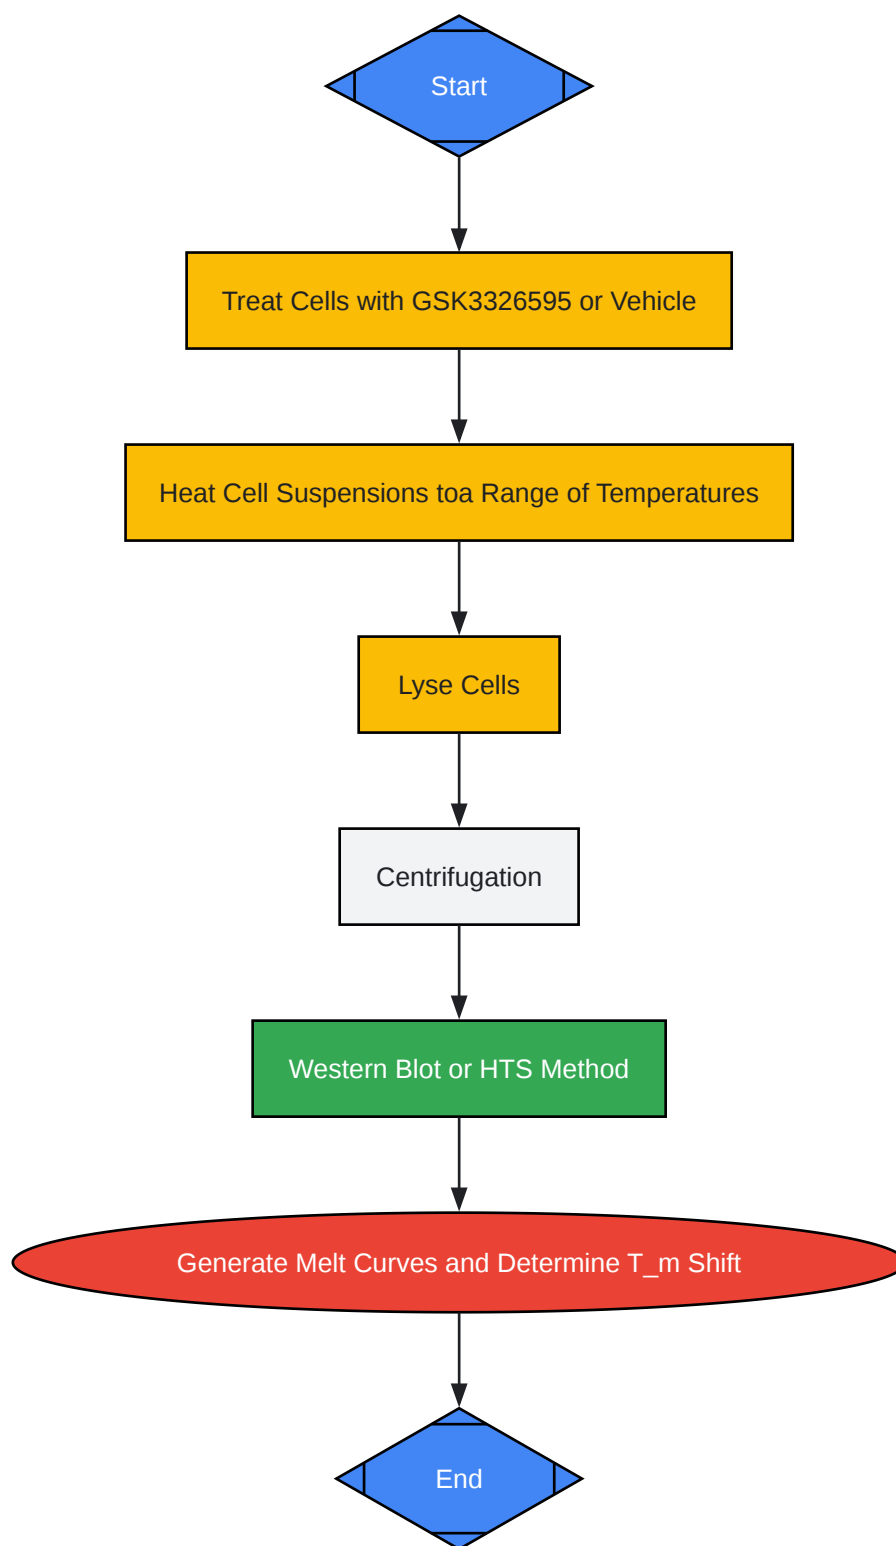 Start
Treat Cells with GSK3326595 or Vehicle
Heat Cell Suspensions toa Range of Temperatures
Lyse Cells
Centrifugation
Western Blot or HTS Method
Generate Melt Curves and Determine T_m Shift
End